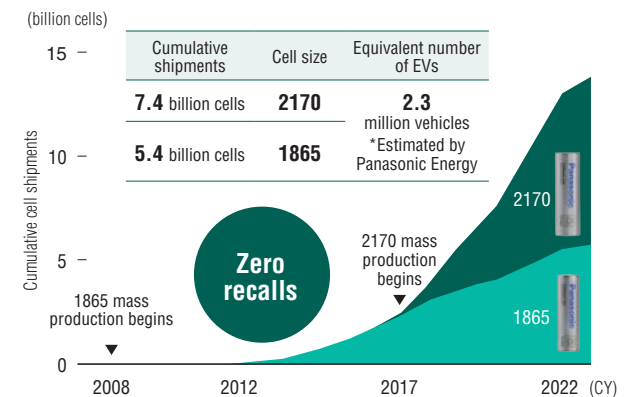 (billion cells)
15
10
5
0
Cumulative cell shipments
Cumulative
shipments
Cell size
Equivalent number
of EVs
7.4 billion cells
2170
2.3
million vehicles
*Estimated by
Panasonic Energy
5.4 billion cells
1865
Zero
recalls
1865 mass
production begins
2170 mass
production
begins
2170
Panasonic
1865
Panasonic
2008
2012
2017
2022
(CY)